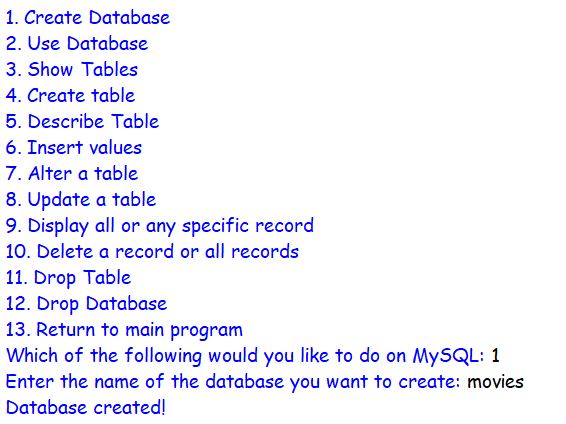 1. Create Database
2. Use Database
3. Show Tables
4. Create table
5. Describe Table
6. Insert values
7. Alter a table
8. Update a table
9. Display all or any specific record
10. Delete a record or all records
11. Drop Table
12. Drop Database
13. Return to main program
Which of the following would you like to do on MySQL: 1
Enter the name of the database you want to create: movies
Database created!